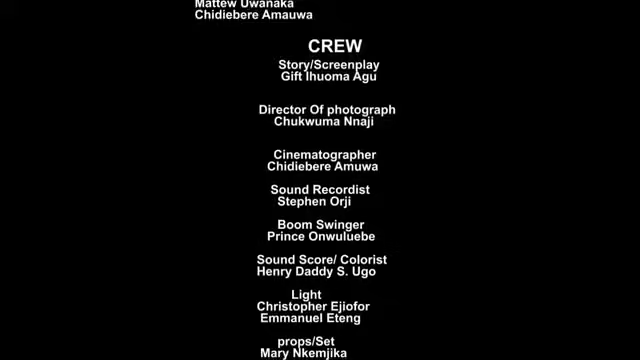 Mattew Uwanaka
Chidiebere Amauwa
CREW
Story/Screenplay
Gift Ihuoma Agu
Director Of photograph
Chukwuma Nnaji
Cinematographer
Chidiebere Amuwa
Sound Recordist
Stephen Orji
Boom Swinger
Prince Onwuluebe
Sound Score/ Colorist
Henry Daddy S. Ugo
Light
Christopher Ejiofor
Emmanuel Eteng
props/Set
Mary Nkemjika